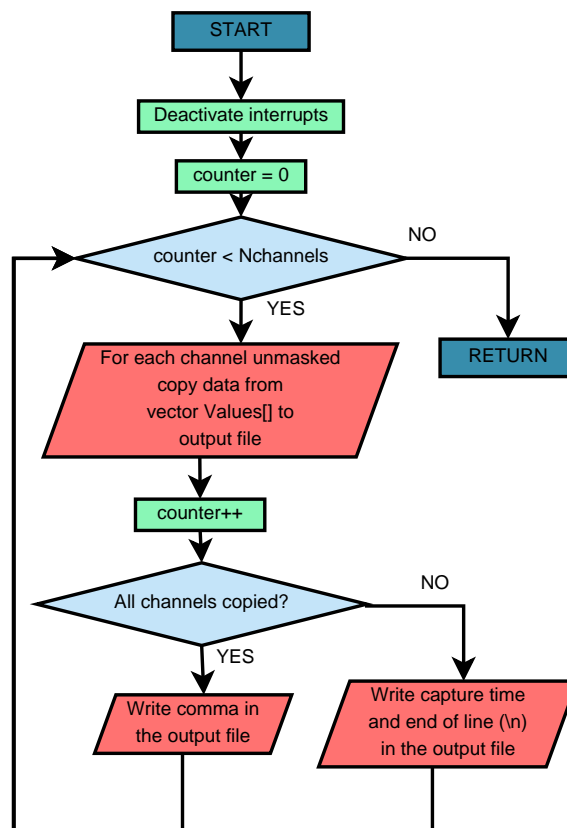 START
Deactivate interrupts
counter = 0
counter < Nchannels
NO
YES
RETURN
For each channel unmasked
copy data from
vector Values[] to
output file
counter++
All channels copied?
NO
YES
Write comma in
the output file
Write capture time
and end of line (\n)
in the output file